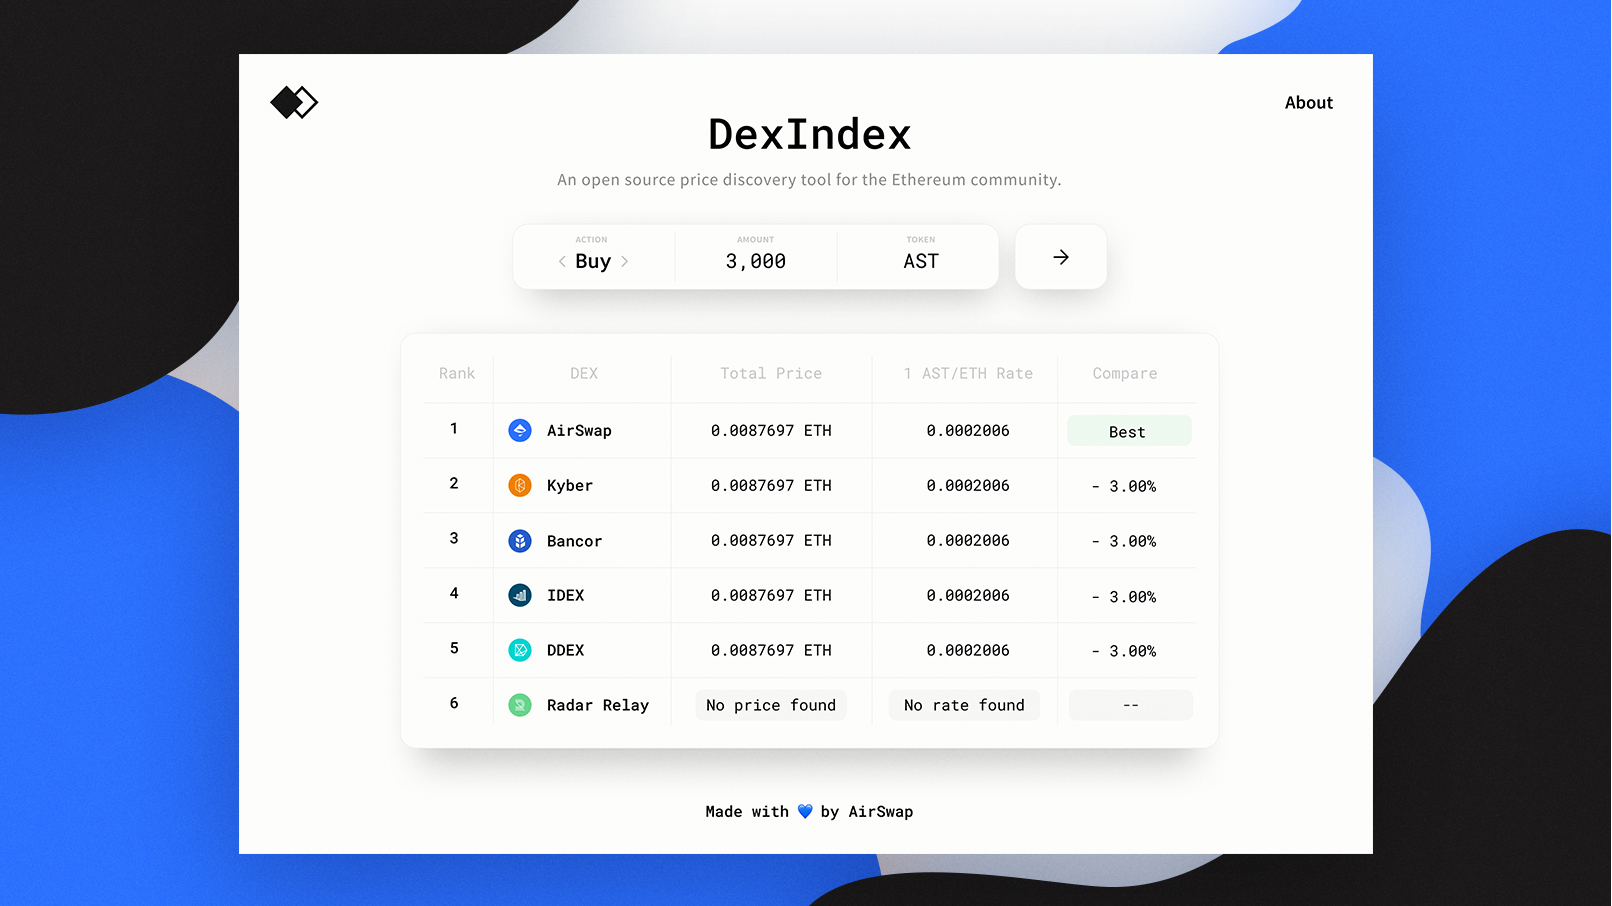 About
DexIndex
An open source price discovery tool for the Ethereum community.
ACTION AMOUNT TOKEN
< Buy > 3,000 AST →
Rank DEX Total Price 1 AST/ETH Rate Compare
1 AirSwap 0.0087697 ETH 0.0002006 Best
2 Kyber 0.0087697 ETH 0.0002006 - 3.00%
3 Bancor 0.0087697 ETH 0.0002006 - 3.00%
4 IDEX 0.0087697 ETH 0.0002006 - 3.00%
5 DDEX 0.0087697 ETH 0.0002006 - 3.00%
6 Radar Relay No price found No rate found --
Made with 💙 by AirSwap